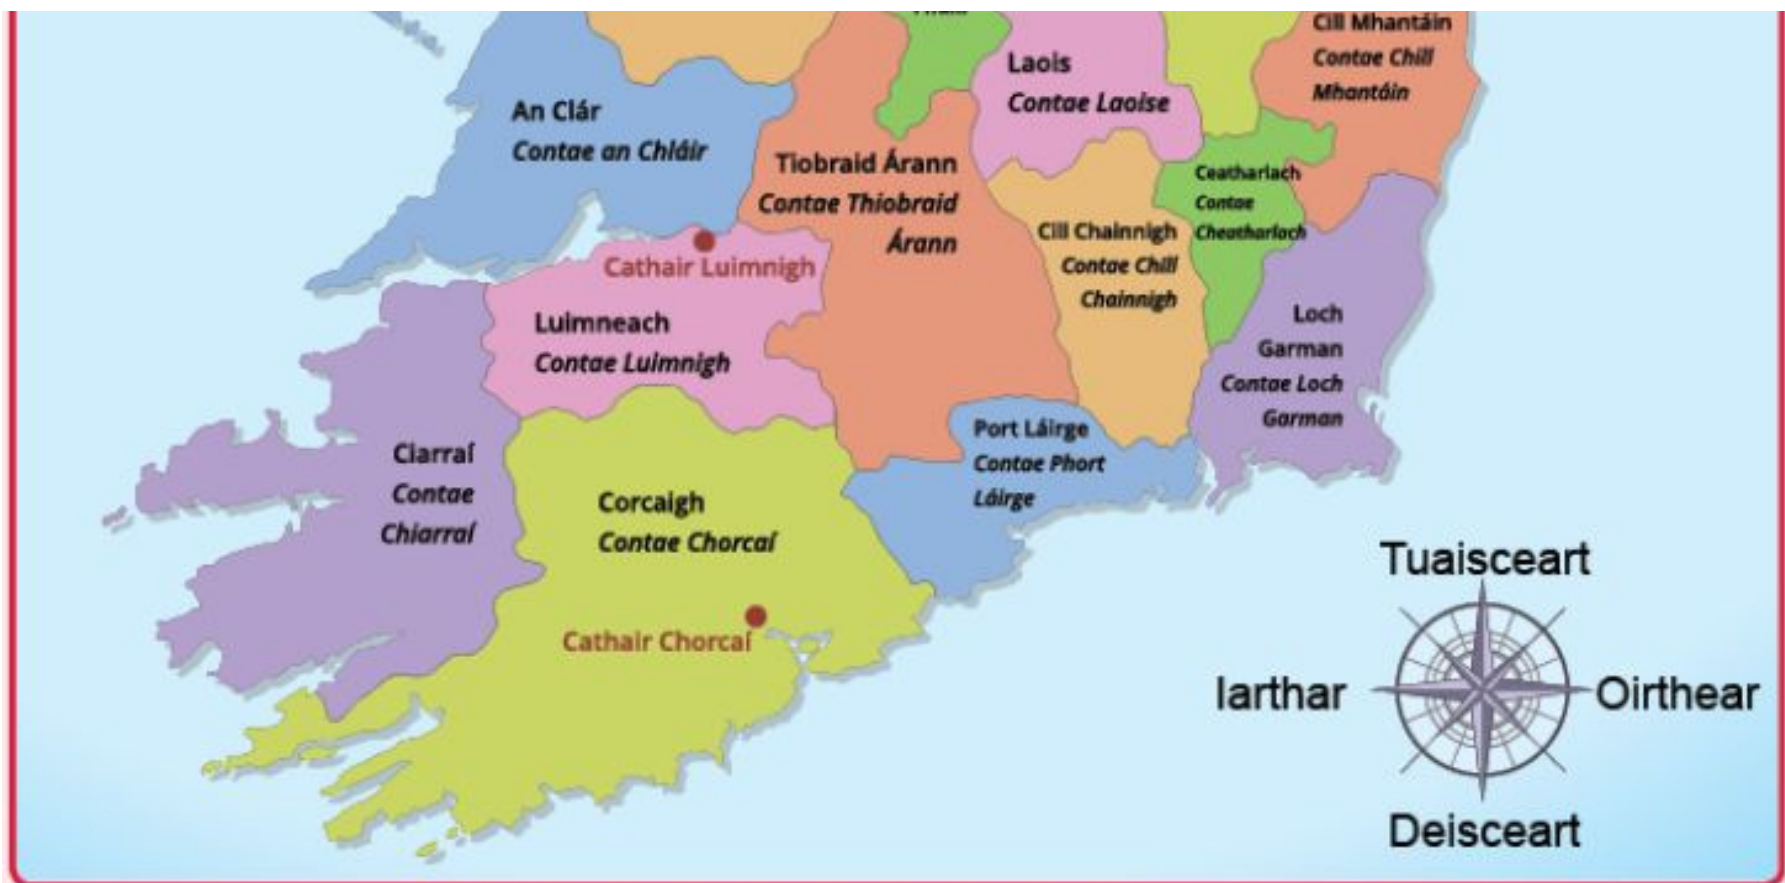 Cill Mhantáin
Contae Chill
Mhantáin
Laois
Contae Laoise
An Clár
Contae an Chláir
Tiobraid Árann
Contae Thiobraid
Árann
Ceatharlach
Contae
Cheatharlach
Cill Chainnigh
Contae Chill
Chainnigh
Cathair Luimnigh
Luimneach
Contae Luimnigh
Loch
Garman
Contae Loch
Garman
Port Láirge
Contae Phort
Láirge
Ciarraí
Contae
Chiarraí
Corcaigh
Contae Chorcaí
Cathair Chorcaí
Tuaisceart
Iarthar
Oirthear
Deisceart